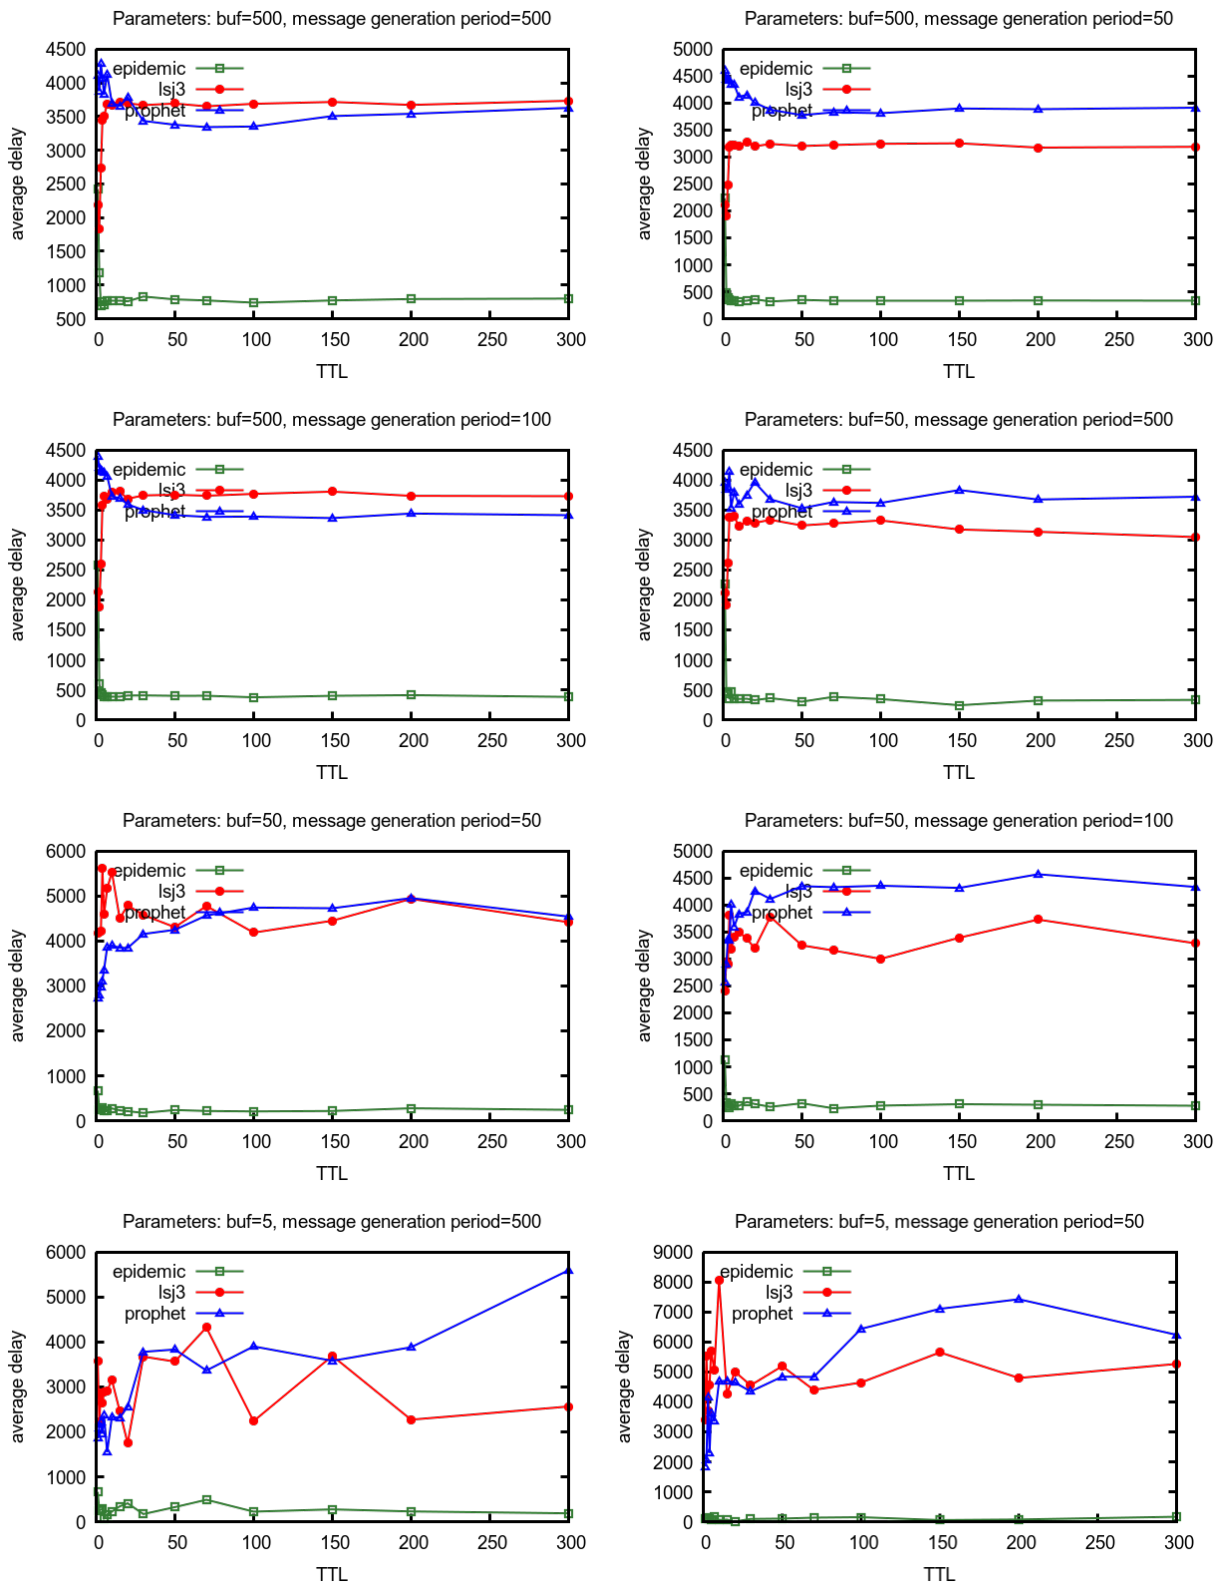 Parameters: buf=500, message generation period=500
4500
4000
3500
3000
2500
2000
1500
1000
500
average delay
epidemic
lsj3
prophet
0 50 100 150 200 250 300
TTL
Parameters: buf=500, message generation period=50
5000
4500
4000
3500
3000
2500
2000
1500
1000
500
0
average delay
epidemic
lsj3
prophet
0 50 100 150 200 250 300
TTL
Parameters: buf=500, message generation period=100
4500
4000
3500
3000
2500
2000
1500
1000
500
0
average delay
epidemic
lsj3
prophet
0 50 100 150 200 250 300
TTL
Parameters: buf=50, message generation period=500
4500
4000
3500
3000
2500
2000
1500
1000
500
0
average delay
epidemic
lsj3
prophet
0 50 100 150 200 250 300
TTL
Parameters: buf=50, message generation period=50
6000
5000
4000
3000
2000
1000
0
average delay
epidemic
lsj3
prophet
0 50 100 150 200 250 300
TTL
Parameters: buf=50, message generation period=100
5000
4500
4000
3500
3000
2500
2000
1500
1000
500
0
average delay
epidemic
lsj3
prophet
0 50 100 150 200 250 300
TTL
Parameters: buf=5, message generation period=500
6000
5000
4000
3000
2000
1000
0
average delay
epidemic
lsj3
prophet
0 50 100 150 200 250 300
TTL
Parameters: buf=5, message generation period=50
9000
8000
7000
6000
5000
4000
3000
2000
1000
0
average delay
epidemic
lsj3
prophet
0 50 100 150 200 250 300
TTL